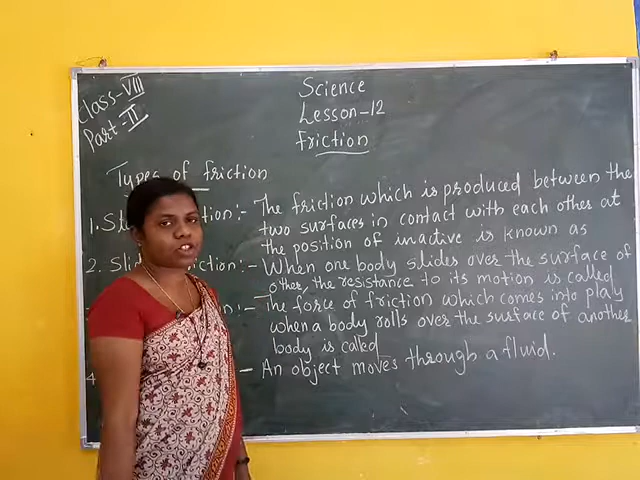 Class-VIII
Part-II
Science
Lesson-12
Friction
Types of friction
1. St tion :- The friction which is produced between the
two surfaces in contact with each other at
the position of inactive is known as
2. Slid iction :- When one body slides over the surface of
other, the resistance to its motion is called
n :- The force of friction which comes into play
when a body rolls over the surface of another
body is called
4 - An object moves through a fluid.